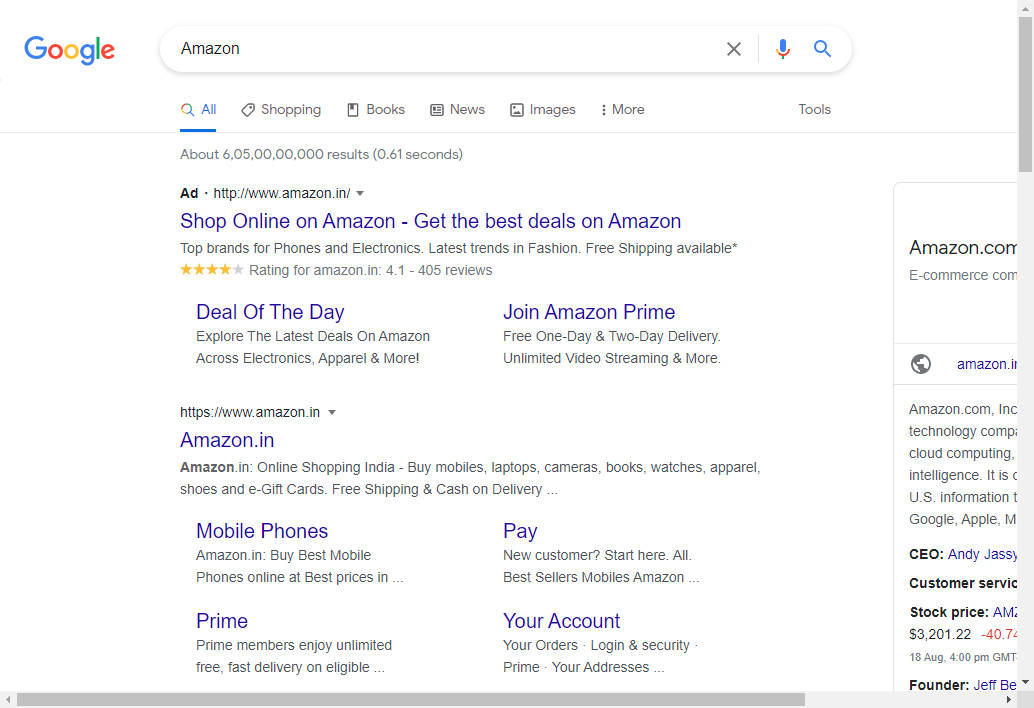 Google
Amazon
All Shopping Books News Images More Tools
About 6,05,00,00,000 results (0.61 seconds)
Ad · http://www.amazon.in/
Shop Online on Amazon - Get the best deals on Amazon
Top brands for Phones and Electronics. Latest trends in Fashion. Free Shipping available*
Rating for amazon.in: 4.1 - 405 reviews
Deal Of The Day
Explore The Latest Deals On Amazon
Across Electronics, Apparel & More!
Join Amazon Prime
Free One-Day & Two-Day Delivery.
Unlimited Video Streaming & More.
https://www.amazon.in
Amazon.in
Amazon.in: Online Shopping India - Buy mobiles, laptops, cameras, books, watches, apparel,
shoes and e-Gift Cards. Free Shipping & Cash on Delivery ...
Mobile Phones
Amazon.in: Buy Best Mobile
Phones online at Best prices in ...
Pay
New customer? Start here. All.
Best Sellers Mobiles Amazon ...
Prime
Prime members enjoy unlimited
free, fast delivery on eligible ...
Your Account
Your Orders · Login & security ·
Prime · Your Addresses ...
Amazon.com
E-commerce com
amazon.in
Amazon.com, Inc
technology compa
cloud computing,
intelligence. It is
U.S. information
Google, Apple, M
CEO: Andy Jassy
Customer servic
Stock price: AMZ
$3,201.22 -40.74
18 Aug, 4:00 pm GMT-
Founder: Jeff Be